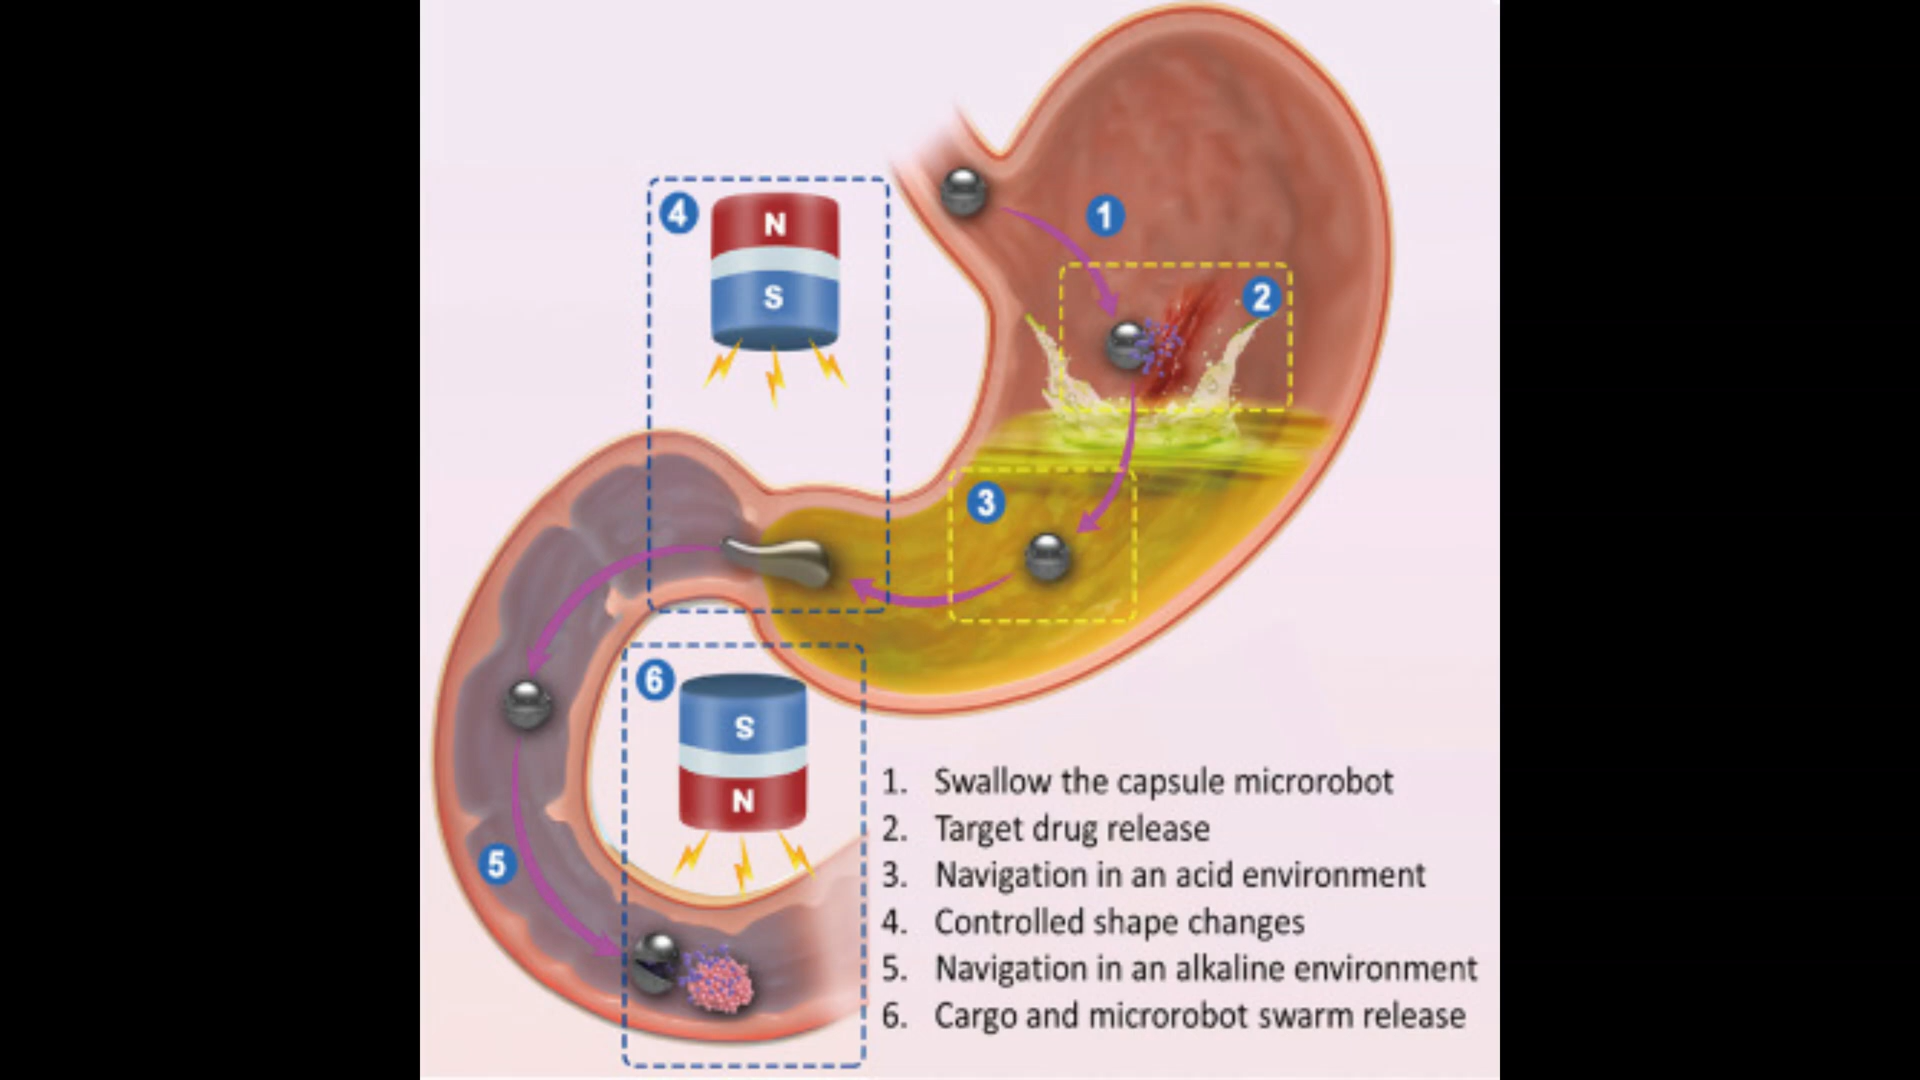 1
4
N
S
2
3
6
S
N
5
1. Swallow the capsule microrobot
2. Target drug release
3. Navigation in an acid environment
4. Controlled shape changes
5. Navigation in an alkaline environment
6. Cargo and microrobot swarm release